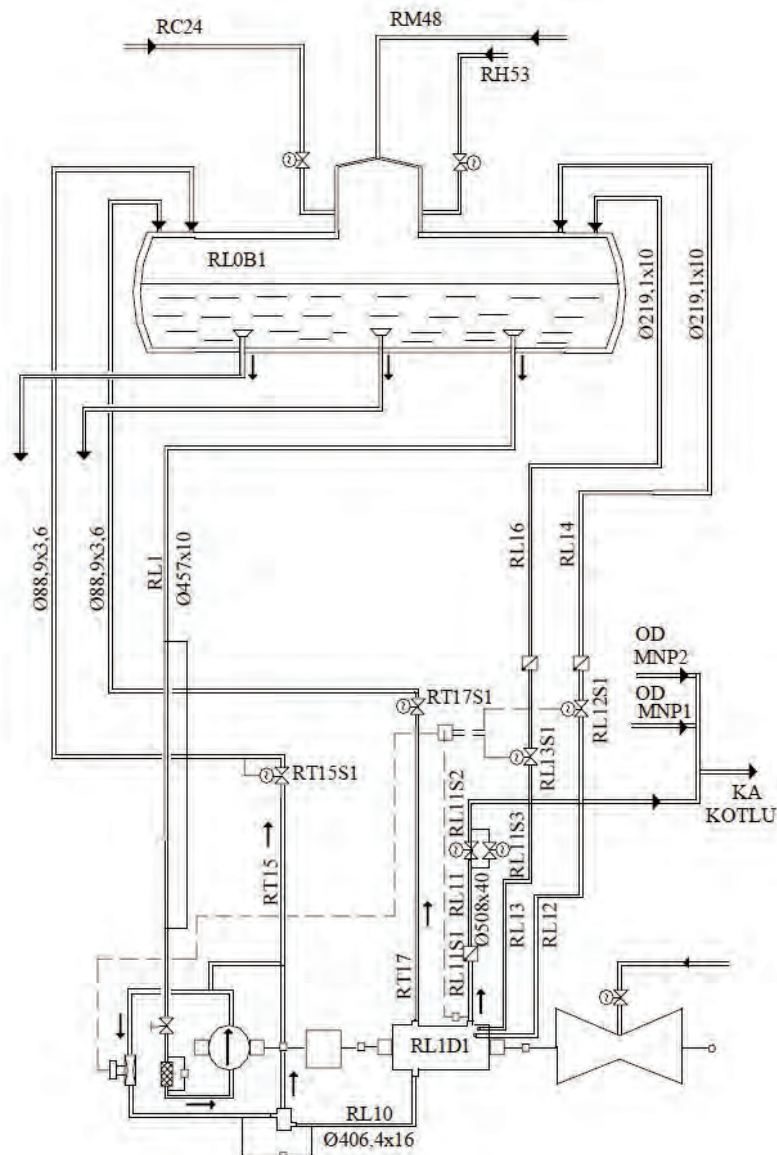 RC24
RM48
RH53
RL0B1
Ø219,1x10
Ø219,1x10
Ø88,9x3,6
Ø88,9x3,6
RL1
Ø457x10
RL16
RL14
OD
MNP2
OD
MNP1
RT17S1
RL12S1
RL13S1
RT15S1
KA
KOTLU
RL11S2
RL11S3
RT15
RL11
Ø508x40
RL13
RL12
RT17
RL11S1
RL1D1
RL10
Ø406,4x16